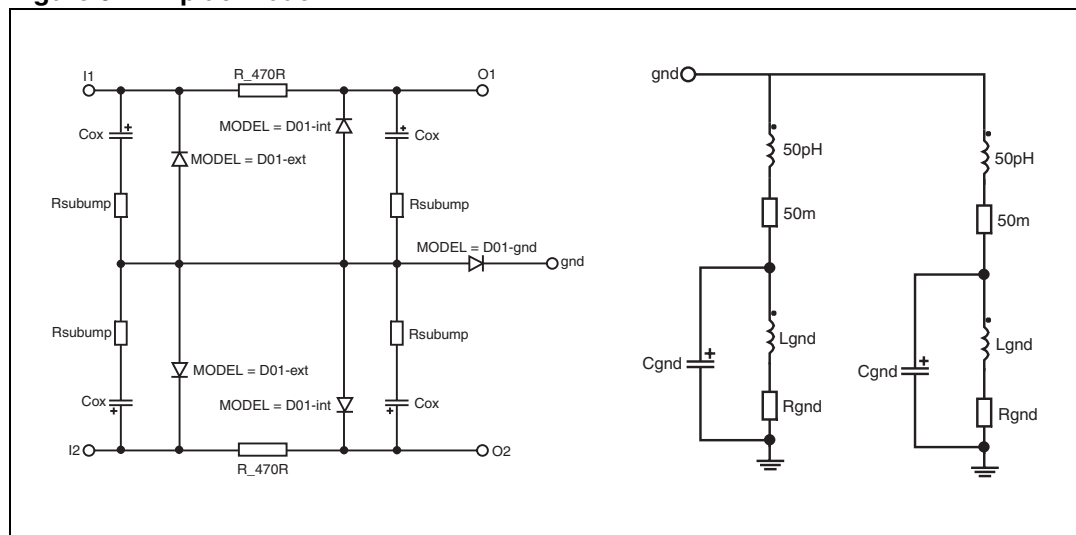 I1
R_470R
O1
Cox
MODEL = D01-int
Cox
MODEL = D01-ext
Rsubump
Rsubump
MODEL = D01-gnd
gnd
Rsubump
Rsubump
MODEL = D01-ext
Cox
MODEL = D01-int
Cox
I2
R_470R
O2
gnd
50pH
50m
Lgnd
Cgnd
Rgnd
50pH
50m
Lgnd
Cgnd
Rgnd